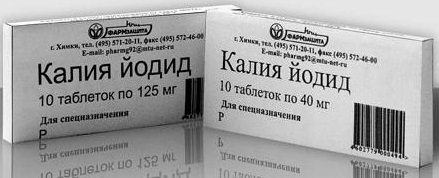 ФАРМЗАЩИТА
г. Химки, тел. (495) 571-20-11, факс (495) 572-46-00
E-mail: pharmg92@mtu-net-ru
Калия йодид
10 таблеток по 125 мг
Для спецназначения
Р
ФАРМЗАЩИТА
г. Химки, тел. (495) 571-20-11, факс (495) 572-46-00
E-mail: pharmg92@mtu-net-ru
Калия йодид
10 таблеток по 40 мг
Для спецназначения
Р